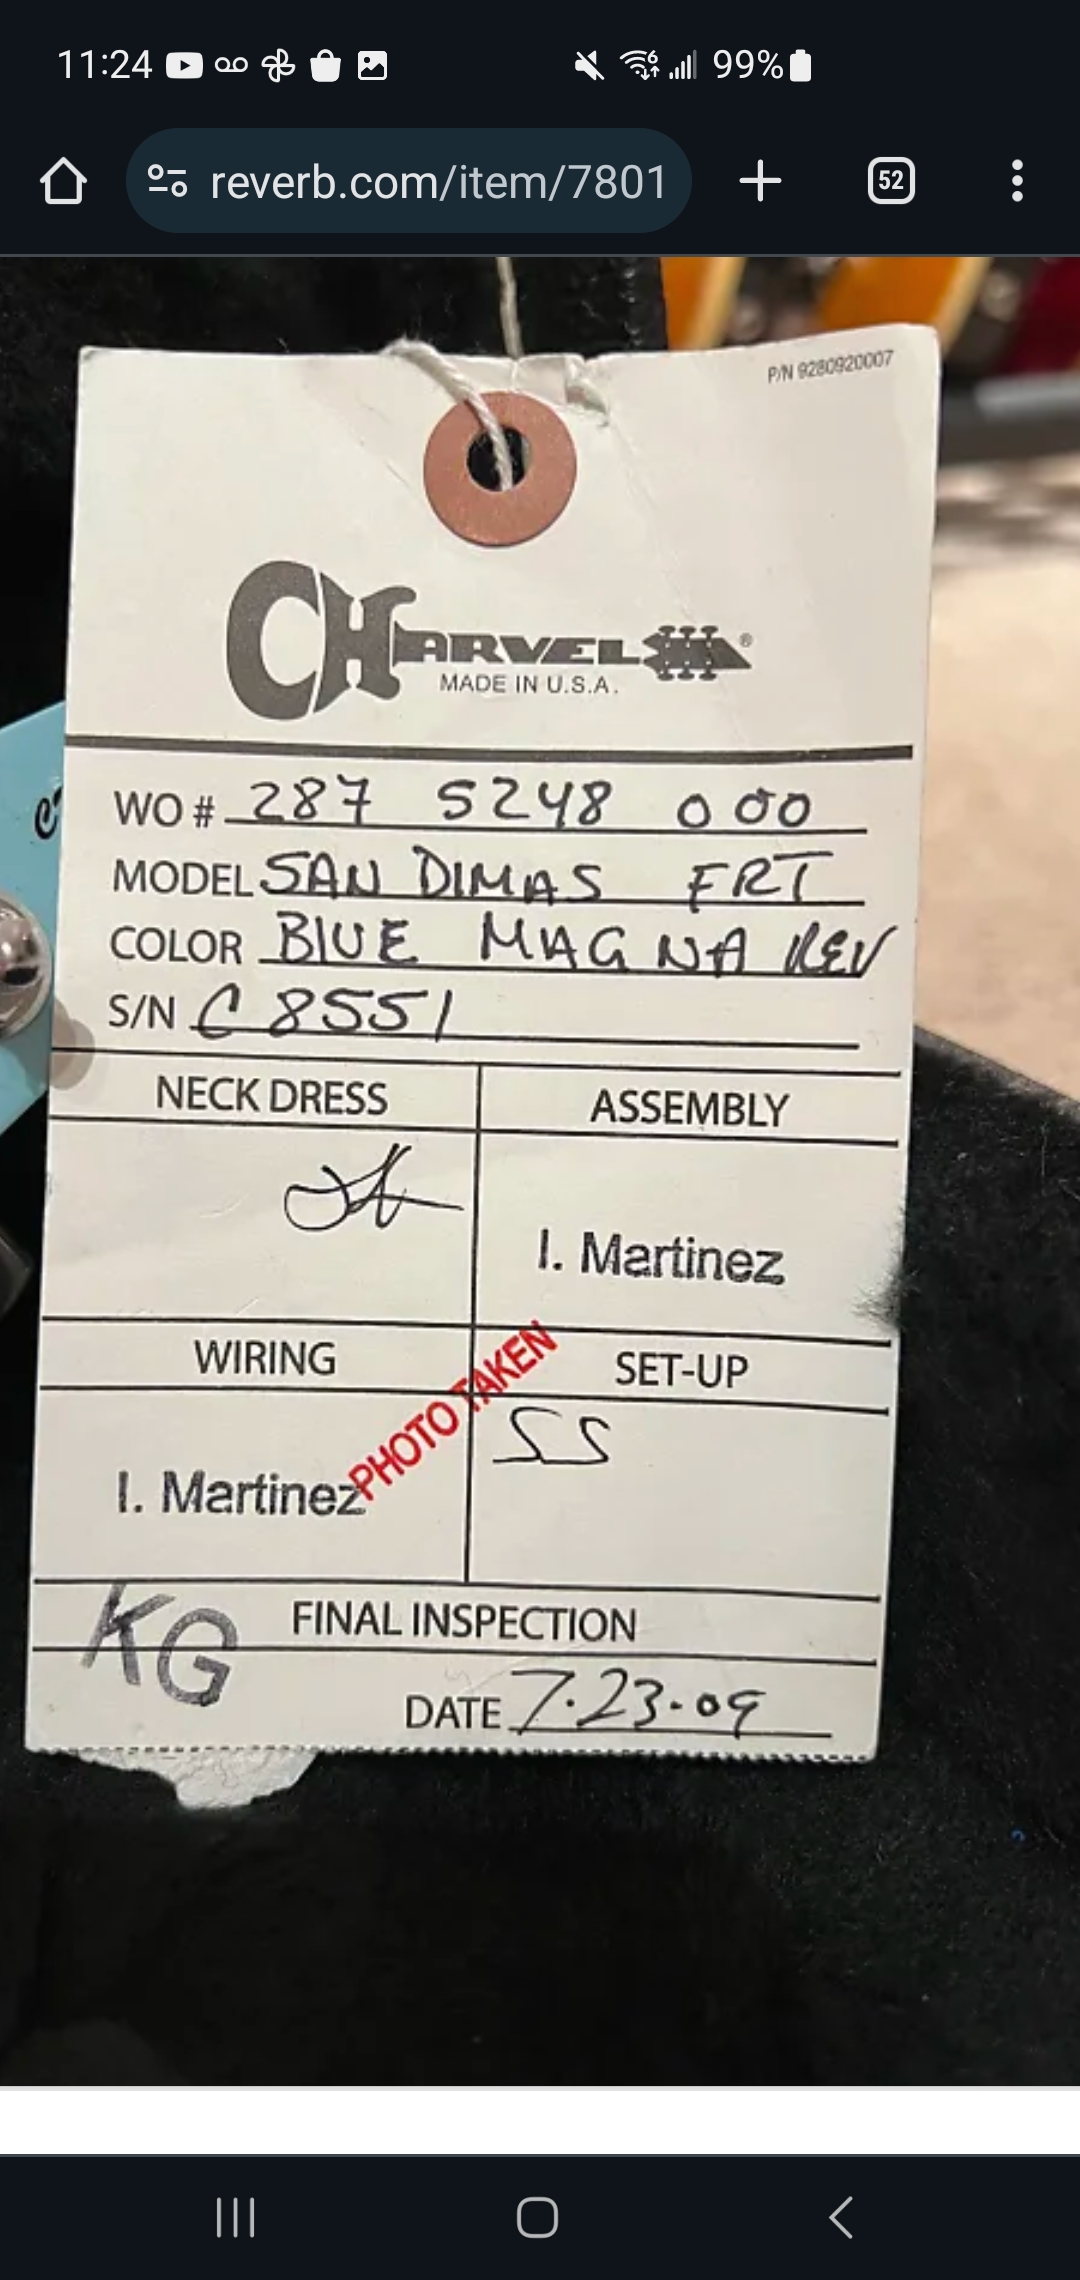 11:24 99%
reverb.com/item/7801 52
P/N 9280920007
CHARVEL ®
MADE IN U.S.A.
WO # 287 5248 000
MODEL SAN DIMAS FRT
COLOR BLUE MAGNA REV
S/N C8551
NECK DRESS ASSEMBLY
I. Martinez
WIRING SET-UP
PHOTO TAKEN
SS
I. Martinez
KG
FINAL INSPECTION
DATE 7.23.09